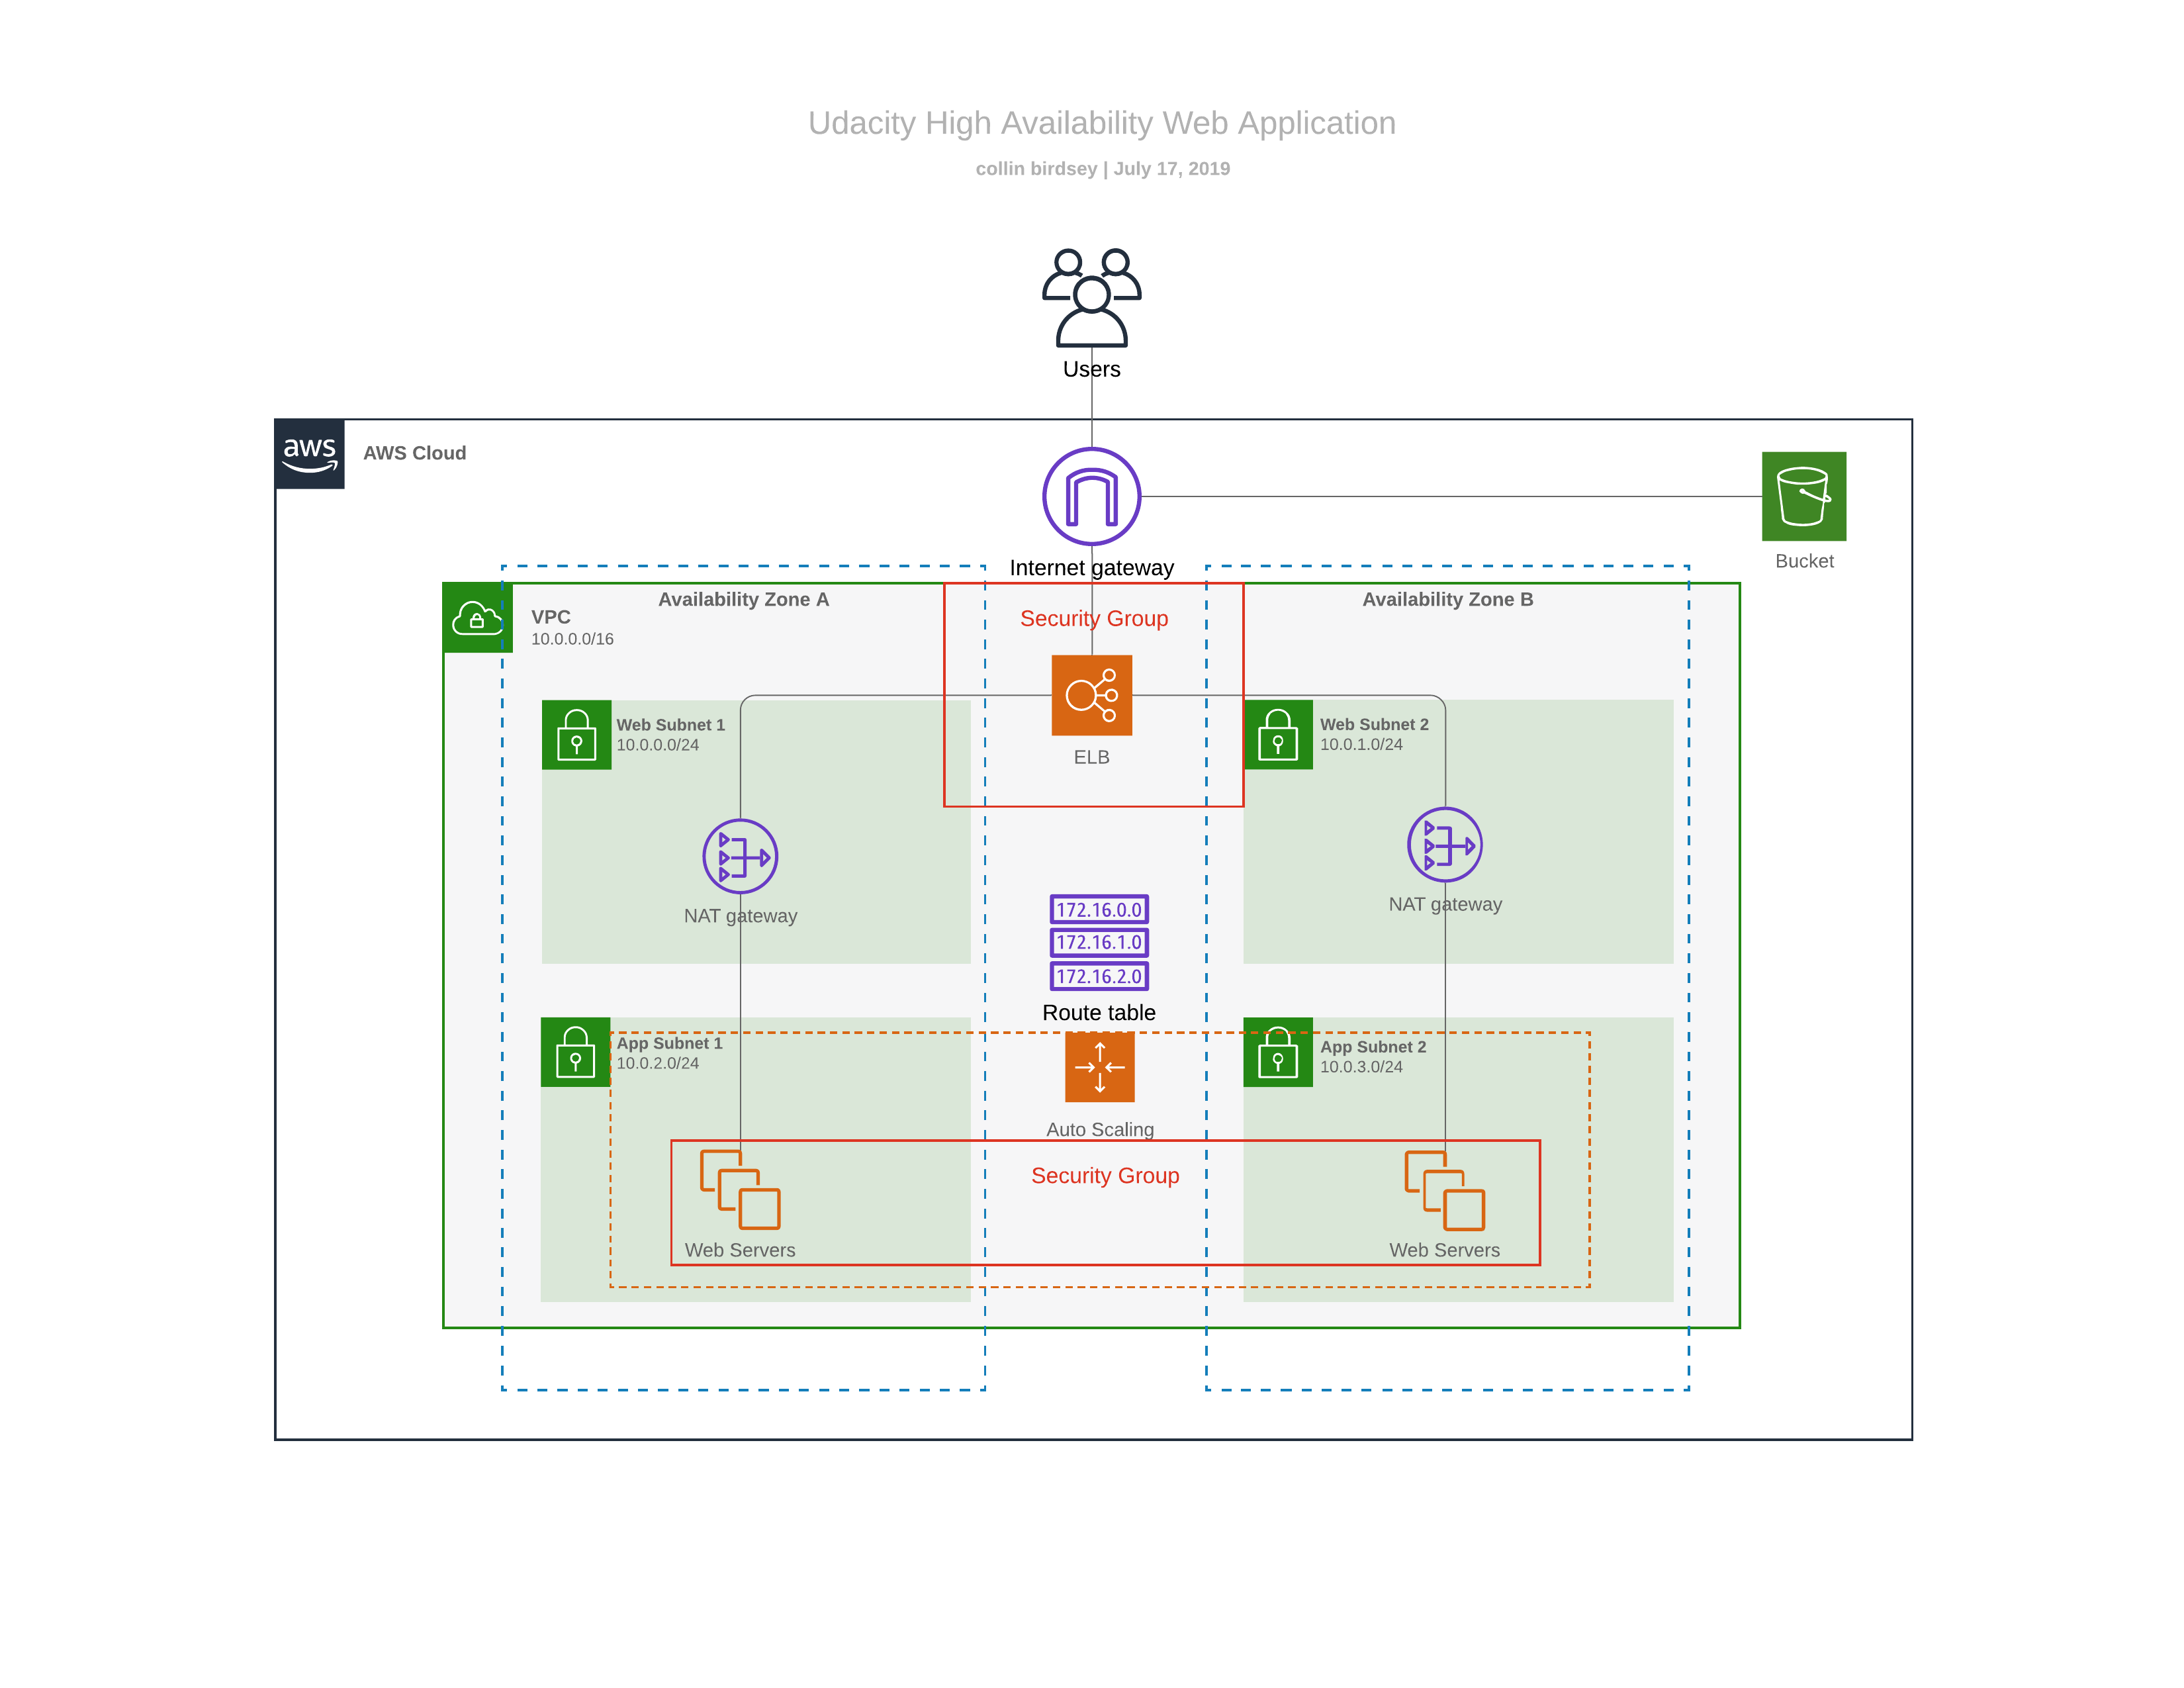 Udacity High Availability Web Application
collin birdsey | July 17, 2019
Users
aws
AWS Cloud
Bucket
Internet gateway
Availability Zone A
Availability Zone B
VPC
10.0.0.0/16
Security Group
Web Subnet 1
10.0.0.0/24
ELB
Web Subnet 2
10.0.1.0/24
NAT gateway
NAT gateway
172.16.0.0
172.16.1.0
172.16.2.0
Route table
App Subnet 1
10.0.2.0/24
App Subnet 2
10.0.3.0/24
Auto Scaling
Security Group
Web Servers
Web Servers